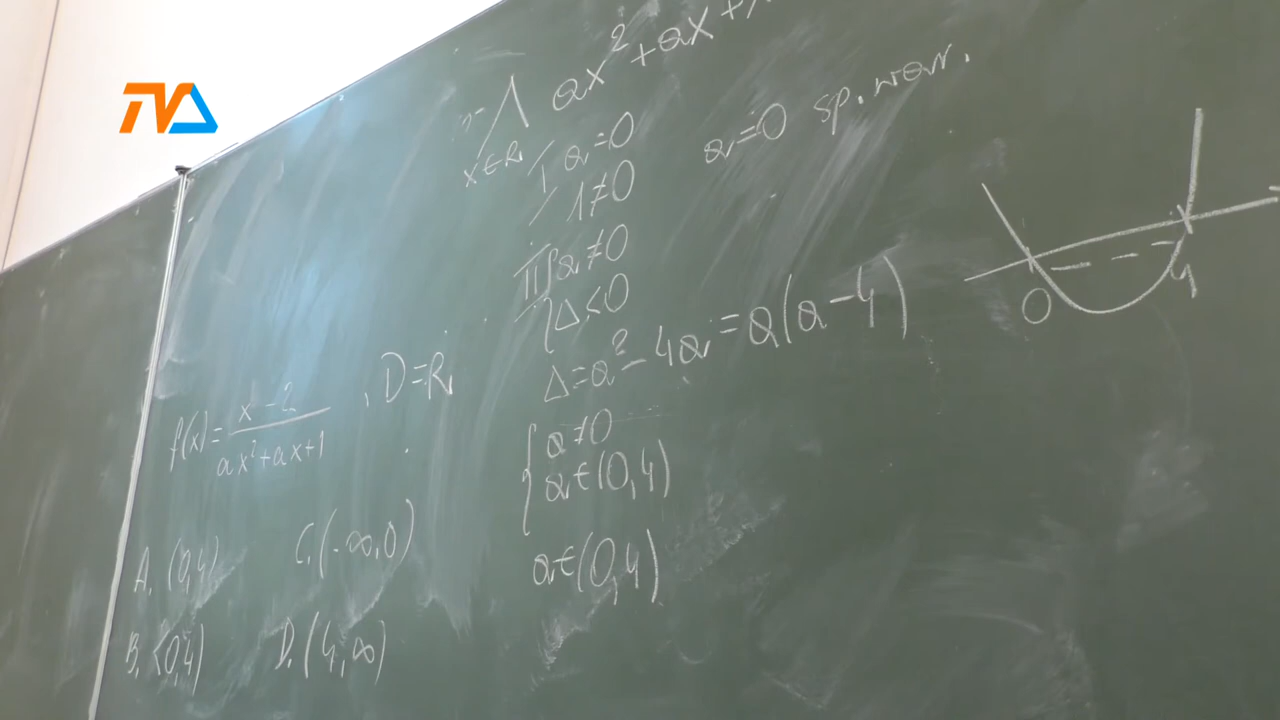 TVA
⋀ ax² + ax +
x∈R
I a=0
1≠0
a=0 sp. war.
II { a≠0
Δ<0
Δ=a²-4a=a(a-4)
0 4
f(x)= x-2 / ax²+ax+1 , D=R
{ a≠0
a∈(0,4)
a∈(0,4)
A. (0,4) C. (-∞,0)
B. <0,4) D. (4,∞)